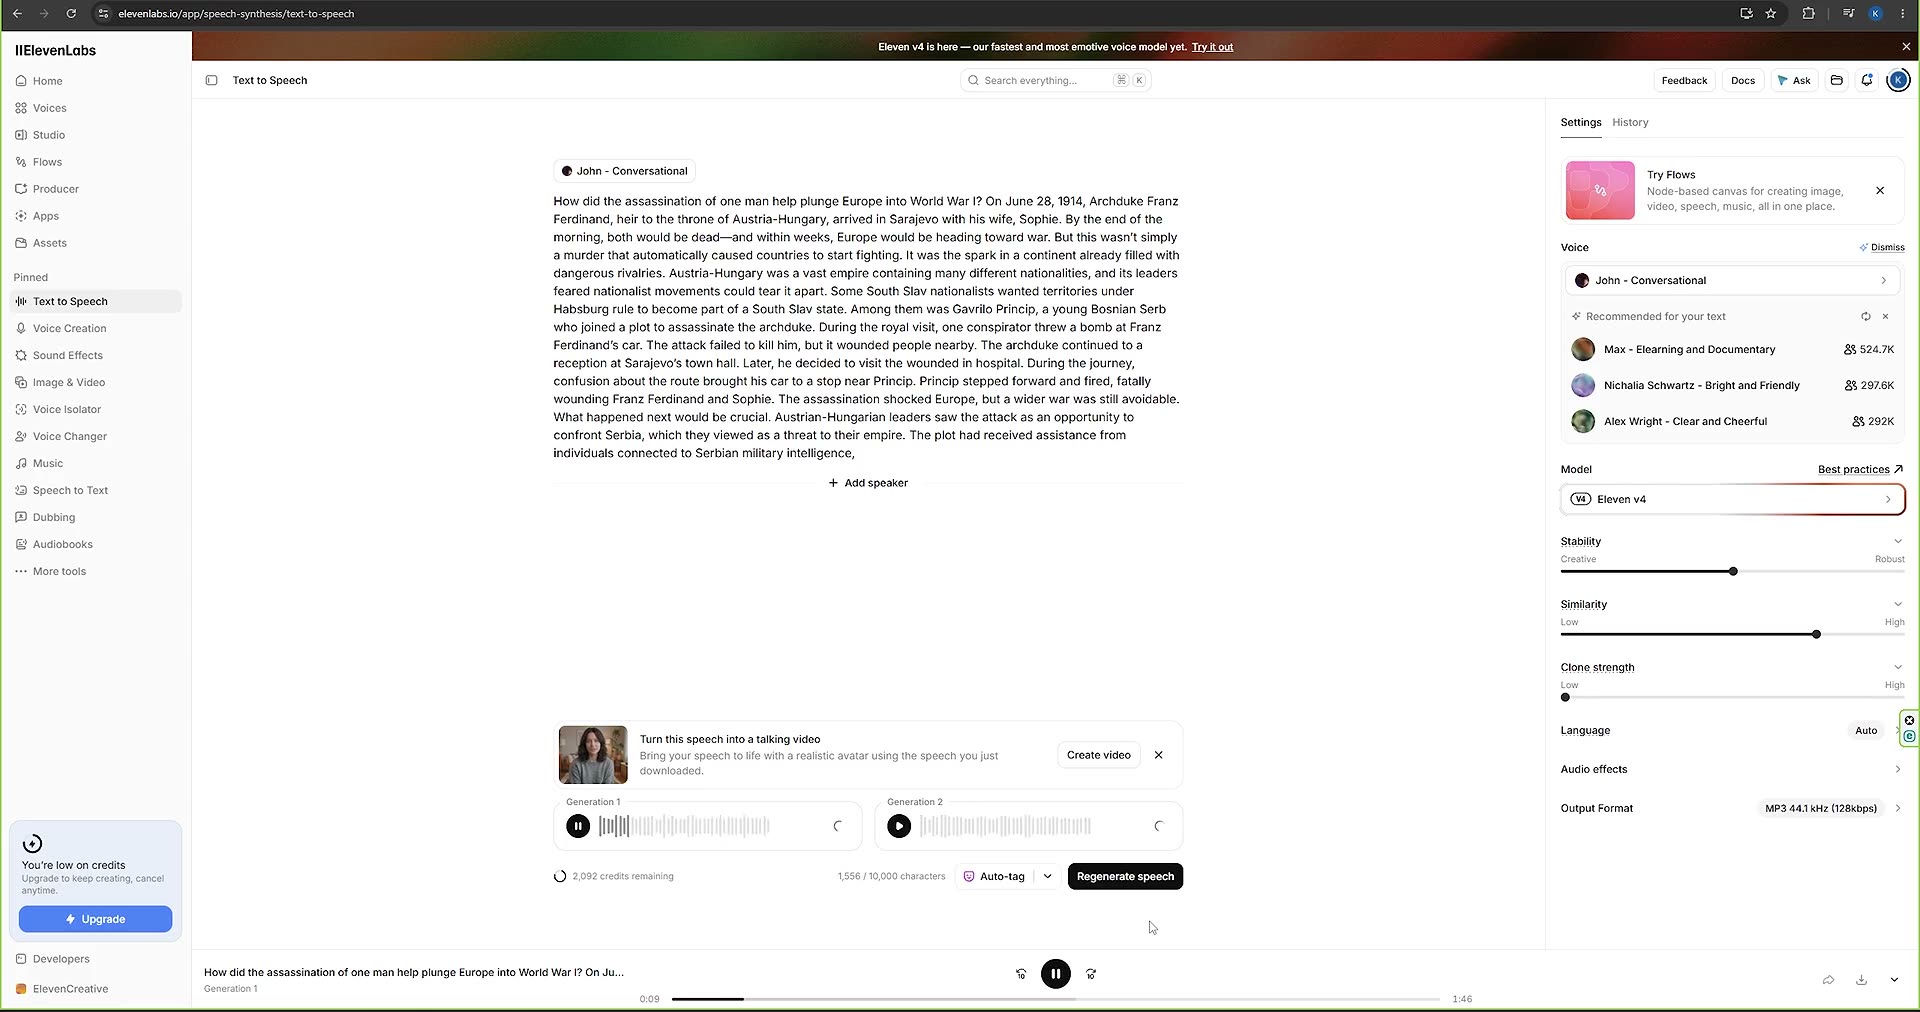 elevenlabs.io/app/speech-synthesis/text-to-speech
K
IIElevenLabs
Eleven v4 is here — our fastest and most emotive voice model yet. Try it out
Home
Voices
Studio
Flows
Producer
Apps
Assets
Pinned
Text to Speech
Voice Creation
Sound Effects
Image & Video
Voice Isolator
Voice Changer
Music
Speech to Text
Dubbing
Audiobooks
More tools
You're low on credits
Upgrade to keep creating, cancel
anytime.
Upgrade
Developers
ElevenCreative
Text to Speech
Search everything... ⌘ K
Feedback
Docs
Ask
K
John - Conversational
How did the assassination of one man help plunge Europe into World War I? On June 28, 1914, Archduke Franz
Ferdinand, heir to the throne of Austria-Hungary, arrived in Sarajevo with his wife, Sophie. By the end of the
morning, both would be dead—and within weeks, Europe would be heading toward war. But this wasn't simply
a murder that automatically caused countries to start fighting. It was the spark in a continent already filled with
dangerous rivalries. Austria-Hungary was a vast empire containing many different nationalities, and its leaders
feared nationalist movements could tear it apart. Some South Slav nationalists wanted territories under
Habsburg rule to become part of a South Slav state. Among them was Gavrilo Princip, a young Bosnian Serb
who joined a plot to assassinate the archduke. During the royal visit, one conspirator threw a bomb at Franz
Ferdinand's car. The attack failed to kill him, but it wounded people nearby. The archduke continued to a
reception at Sarajevo's town hall. Later, he decided to visit the wounded in hospital. During the journey,
confusion about the route brought his car to a stop near Princip. Princip stepped forward and fired, fatally
wounding Franz Ferdinand and Sophie. The assassination shocked Europe, but a wider war was still avoidable.
What happened next would be crucial. Austrian-Hungarian leaders saw the attack as an opportunity to
confront Serbia, which they viewed as a threat to their empire. The plot had received assistance from
individuals connected to Serbian military intelligence,
+ Add speaker
Turn this speech into a talking video
Bring your speech to life with a realistic avatar using the speech you just
downloaded.
Create video
Generation 1
Generation 2
2,092 credits remaining
1,556 / 10,000 characters
Auto-tag
Regenerate speech
How did the assassination of one man help plunge Europe into World War I? On Ju...
Generation 1
10
10
0:09
1:46
Settings
History
Try Flows
Node-based canvas for creating image,
video, speech, music, all in one place.
Voice
Dismiss
John - Conversational
Recommended for your text
Max - Elearning and Documentary 524.7K
Nichalia Schwartz - Bright and Friendly 297.6K
Alex Wright - Clear and Cheerful 292K
Model
Best practices
V4 Eleven v4
Stability
Creative Robust
Similarity
Low High
Clone strength
Low High
Language Auto
Audio effects
Output Format MP3 44.1 kHz (128kbps)